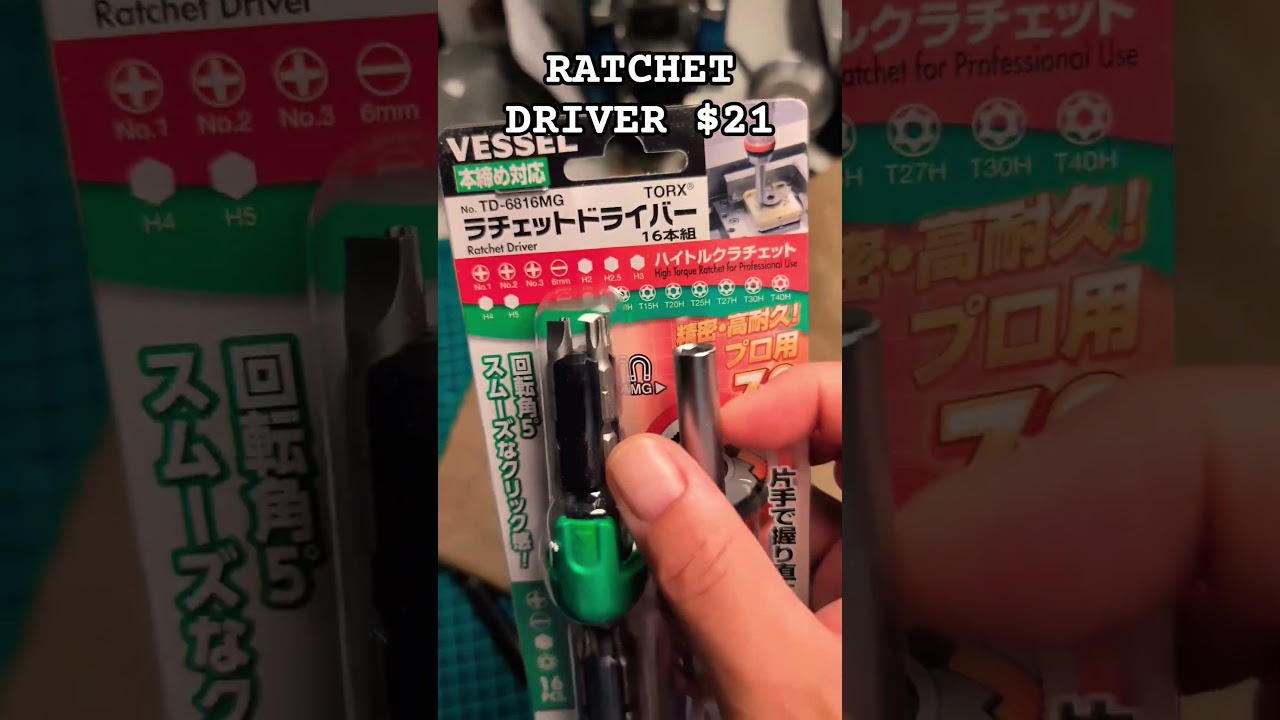 RATCHET
DRIVER $21
VESSEL
本締め対応
No. TD-6816MG
TORX®
ラチェットドライバー
Ratchet Driver
16本組
ハイトルクラチェット
High Torque Ratchet for Professional Use
No.1 No.2 No.3 6mm H2 H2.5 H3
H4 H5
T15H T20H T25H T27H T30H T40H
精密・高耐久!
プロ用
MG
回転角5°
スムーズなクリック感!
片手で握り直
16
PCS.
Ratchet Driver
No.1 No.2 No.3 6mm
H4 H5
回転角5°
スムーズなク
ルクラチェット
Ratchet for Professional Use
T27H T30H T40H
密・高耐久!
プロ用